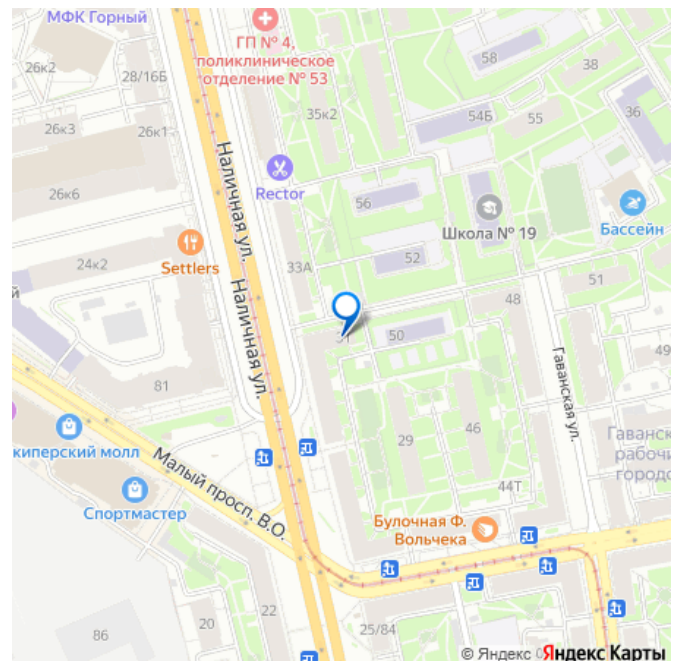 МФК Горный
ГП № 4,
поликлиническое
отделение № 53
26к2
28/16Б
58
38
35к2
54Б
55
36
26к3
26к1
Наличная ул.
Rector
26к6
56
Школа № 19
Бассейн
Settlers
24к2
33А
52
51
48
Наличная ул.
50
49
81
Гаванская ул.
киперский молл
29
46
Гаванск
рабочи
городо
Малый просп. В.О.
44Т
Спортмастер
Булочная Ф.
Вольчека
86
20
22
25/84
© Яндекс
Яндекс Карты